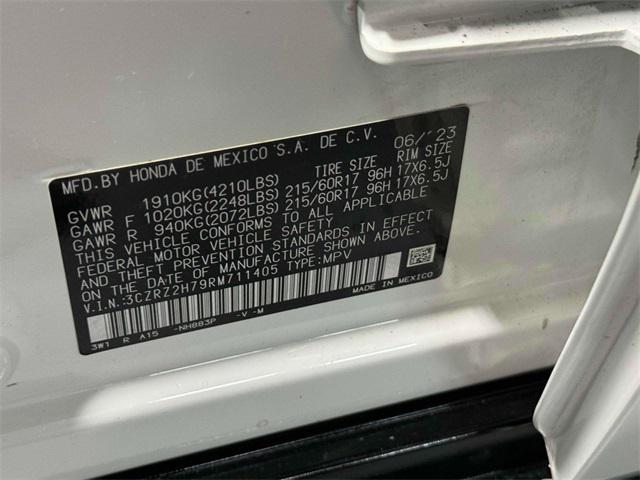 MFD.BY HONDA DE MEXICO S.A. DE C.V. 06/'23
GVWR 1910KG(4210LBS) TIRE SIZE RIM SIZE
GAWR F 1020KG(2248LBS) 215/60R17 96H 17X6.5J
GAWR R 940KG(2072LBS) 215/60R17 96H 17X6.5J
THIS VEHICLE CONFORMS TO ALL APPLICABLE
FEDERAL MOTOR VEHICLE SAFETY
AND THEFT PREVENTION STANDARDS IN EFFECT
ON THE DATE OF MANUFACTURE SHOWN ABOVE.
V.I.N.:3CZRZ2H79RM711405 TYPE:MPV
MADE IN MEXICO
3W1 R A15 -NH883P -V-M